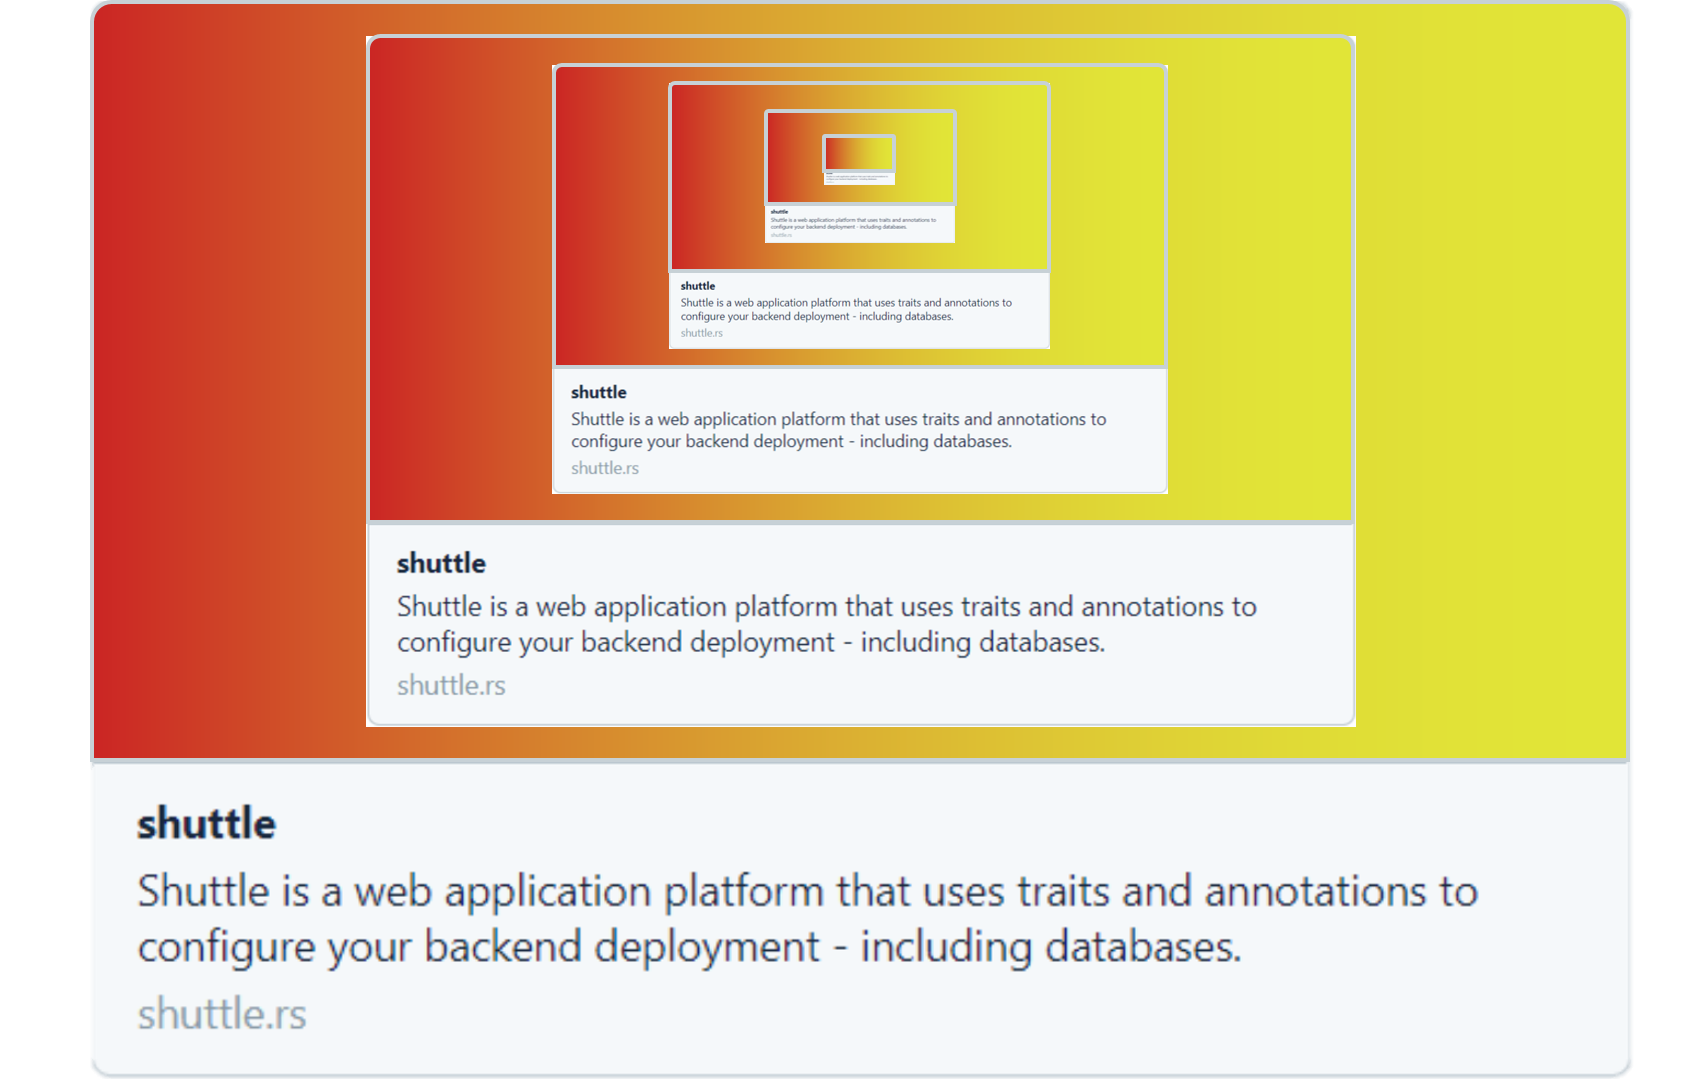 shuttle
Shuttle is a web application platform that uses traits and annotations to
configure your backend deployment - including databases.
shuttle.rs
shuttle
Shuttle is a web application platform that uses traits and annotations to
configure your backend deployment - including databases.
shuttle.rs
shuttle
Shuttle is a web application platform that uses traits and annotations to
configure your backend deployment - including databases.
shuttle.rs
shuttle
Shuttle is a web application platform that uses traits and annotations to
configure your backend deployment - including databases.
shuttle.rs
shuttle
Shuttle is a web application platform that uses traits and annotations to
configure your backend deployment - including databases.
shuttle.rs